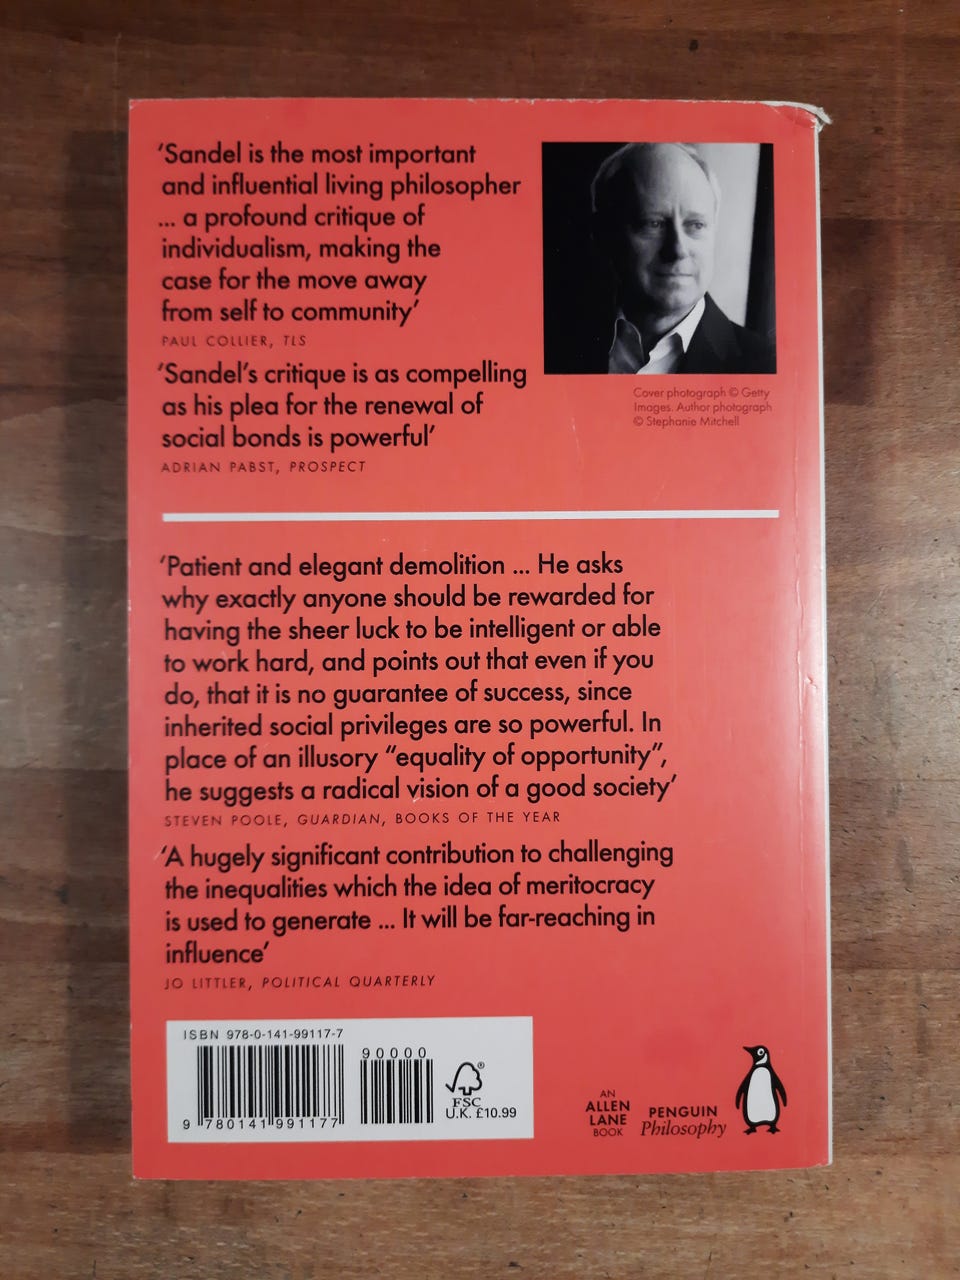 ‘Sandel is the most important
and influential living philosopher
... a profound critique of
individualism, making the
case for the move away
from self to community’
PAUL COLLIER, TLS
‘Sandel’s critique is as compelling
as his plea for the renewal of
social bonds is powerful’
ADRIAN PABST, PROSPECT
Cover photograph © Getty
Images. Author photograph
© Stephanie Mitchell
‘Patient and elegant demolition ... He asks
why exactly anyone should be rewarded for
having the sheer luck to be intelligent or able
to work hard, and points out that even if you
do, that it is no guarantee of success, since
inherited social privileges are so powerful. In
place of an illusory “equality of opportunity”,
he suggests a radical vision of a good society’
STEVEN POOLE, GUARDIAN, BOOKS OF THE YEAR
‘A hugely significant contribution to challenging
the inequalities which the idea of meritocracy
is used to generate ... It will be far-reaching in
influence’
JO LITTLER, POLITICAL QUARTERLY
ISBN 978-0-141-99117-7
90000
9 780141 991177
®
FSC
U.K. £10.99
AN
ALLEN
LANE
BOOK
PENGUIN
Philosophy